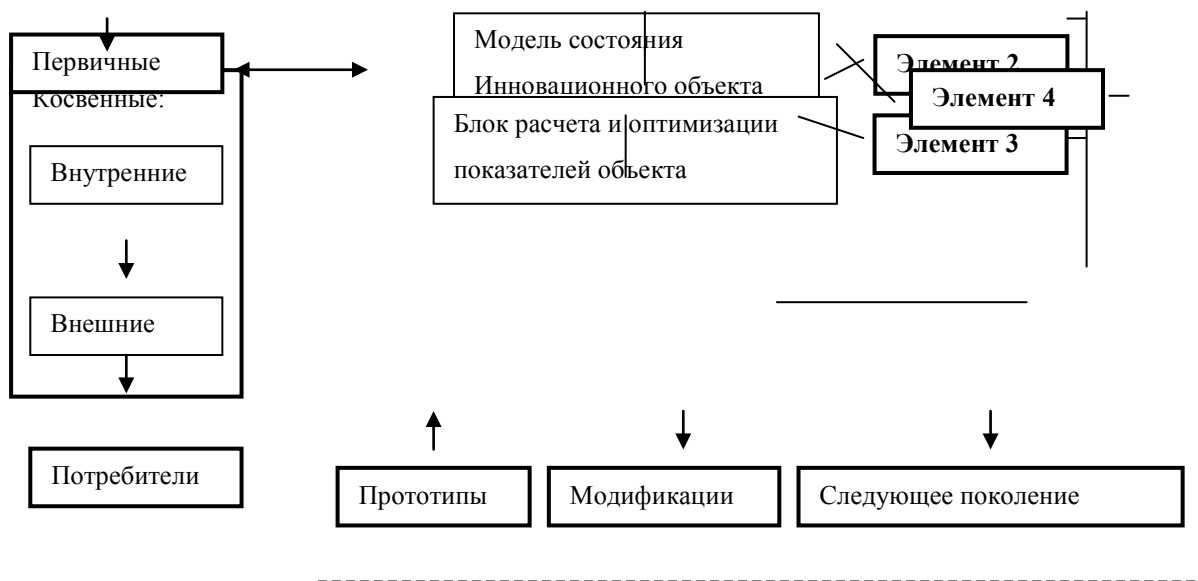 Первичные
Косвенные:
Внутренние
Внешние
Потребители
Модель состояния
Инновационного объекта
Блок расчета и оптимизации
показателей объекта
Элемент 2
Элемент 4
Элемент 3
Прототипы
Модификации
Следующее поколение